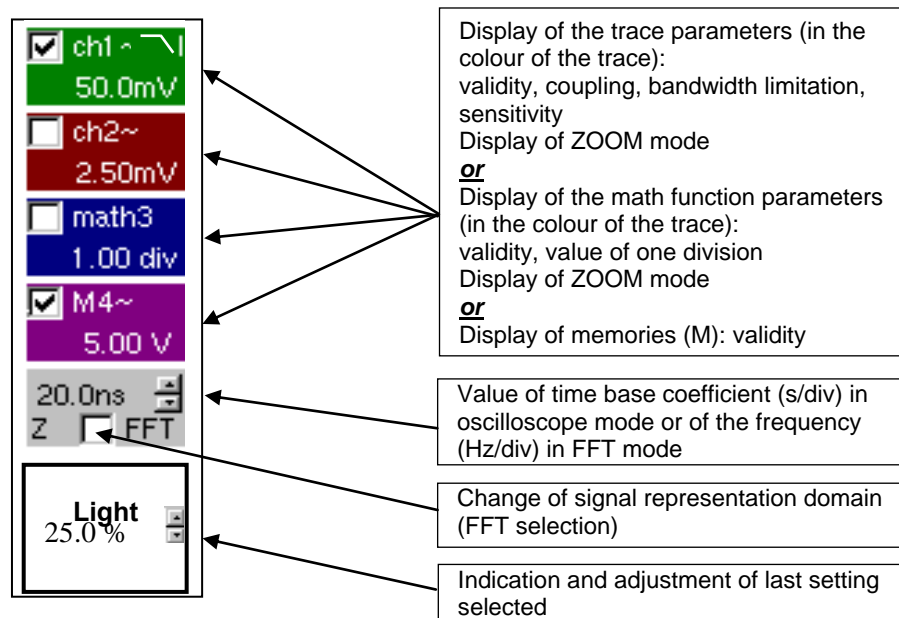 ch1 ~
50.0mV
ch2~
2.50mV
math3
1.00 div
M4~
5.00 V
20.0ns
Z FFT
Light
25.0 %
Display of the trace parameters (in the
colour of the trace):
validity, coupling, bandwidth limitation,
sensitivity
Display of ZOOM mode
or
Display of the math function parameters
(in the colour of the trace):
validity, value of one division
Display of ZOOM mode
or
Display of memories (M): validity
Value of time base coefficient (s/div) in
oscilloscope mode or of the frequency
(Hz/div) in FFT mode
Change of signal representation domain
(FFT selection)
Indication and adjustment of last setting
selected